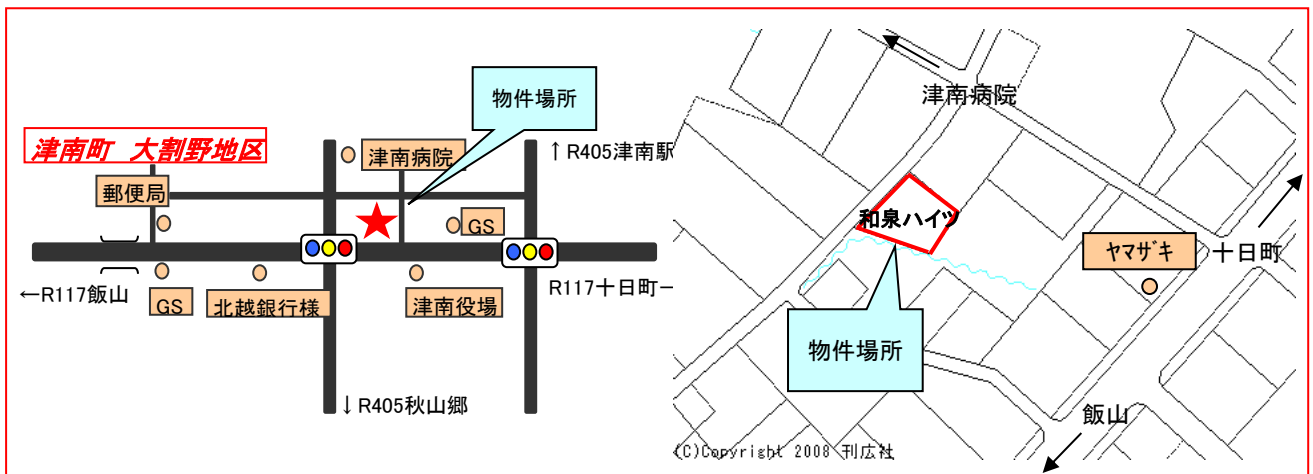 物件場所
津南町 大割野地区
津南病院
↑R405津南駅
郵便局
GS
←R117飯山
GS
北越銀行様
津南役場
R117十日町
↓R405秋山郷
津南病院
和泉ハイツ
ヤマザキ
十日町
物件場所
飯山
(C)Copyright 2008 刊広社